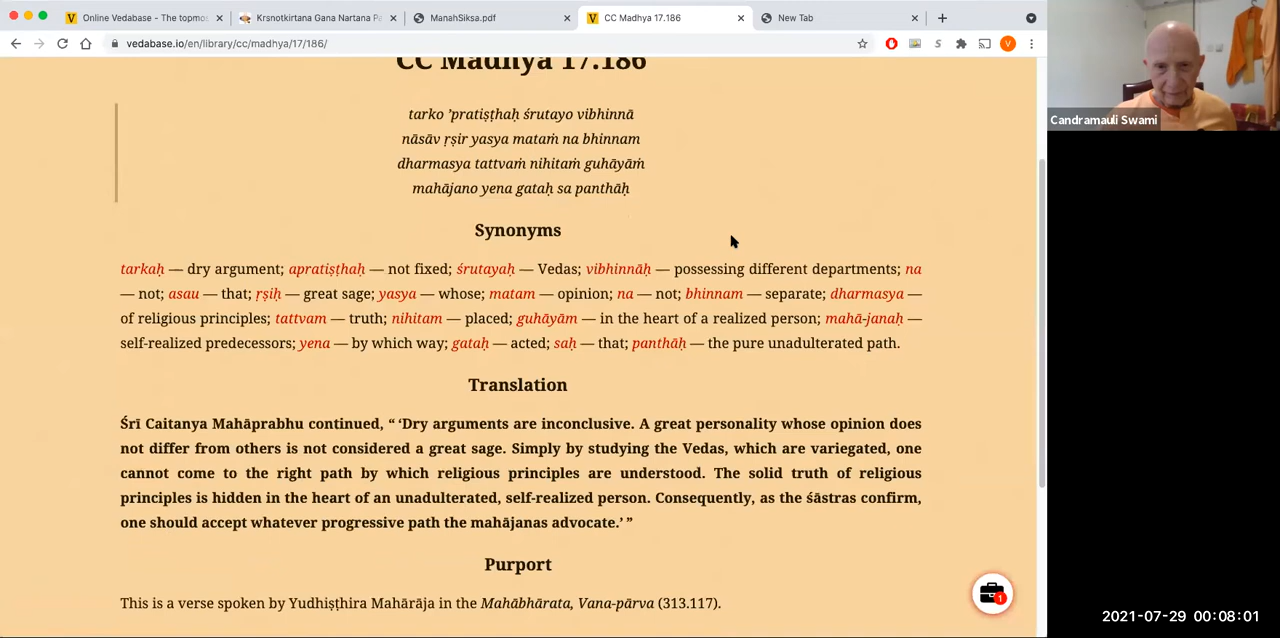 Online Vedabase - The topmos
Krsnotkirtana Gana Nartana Pa
ManahSiksa.pdf
CC Madhya 17.186
New Tab
vedabase.io/en/library/cc/madhya/17/186/
CC Madhya 17.186
tarko ’pratiṣṭhaḥ śrutayo vibhinnā
nāsāv ṛṣir yasya mataṁ na bhinnam
dharmasya tattvaṁ nihitaṁ guhāyāṁ
mahājano yena gataḥ sa panthāḥ
Synonyms
tarkaḥ — dry argument; apratiṣṭhaḥ — not fixed; śrutayaḥ — Vedas; vibhinnāḥ — possessing different departments; na
— not; asau — that; ṛṣiḥ — great sage; yasya — whose; matam — opinion; na — not; bhinnam — separate; dharmasya —
of religious principles; tattvam — truth; nihitam — placed; guhāyām — in the heart of a realized person; mahā-janaḥ —
self-realized predecessors; yena — by which way; gataḥ — acted; saḥ — that; panthāḥ — the pure unadulterated path.
Translation
Śrī Caitanya Mahāprabhu continued, “ ‘Dry arguments are inconclusive. A great personality whose opinion does
not differ from others is not considered a great sage. Simply by studying the Vedas, which are variegated, one
cannot come to the right path by which religious principles are understood. The solid truth of religious
principles is hidden in the heart of an unadulterated, self-realized person. Consequently, as the śāstras confirm,
one should accept whatever progressive path the mahājanas advocate.’ ”
Purport
This is a verse spoken by Yudhiṣṭhira Mahārāja in the Mahābhārata, Vana-pārva (313.117).
1
Candramauli Swami
2021-07-29 00:08:01